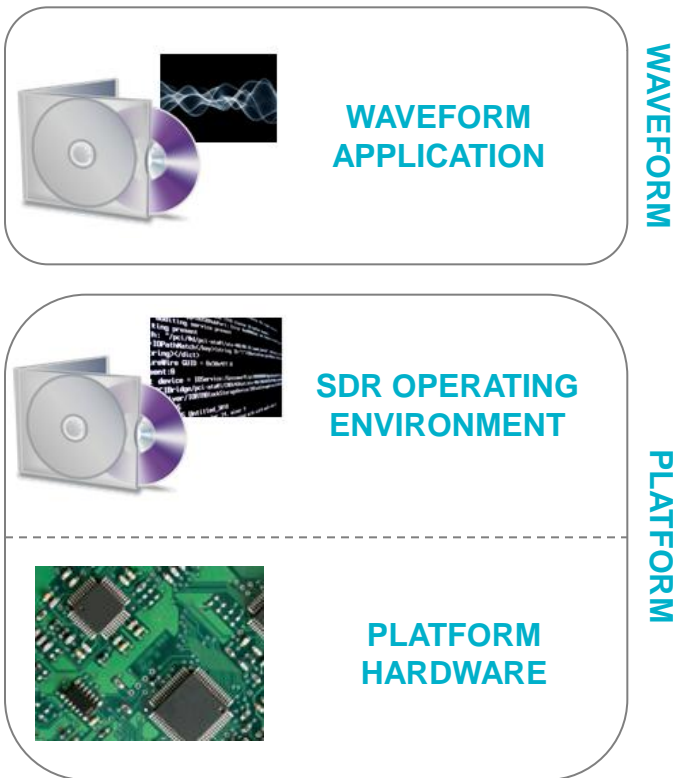 WAVEFORM
APPLICATION
WAVEFORM
SDR OPERATING
ENVIRONMENT
PLATFORM
PLATFORM
HARDWARE